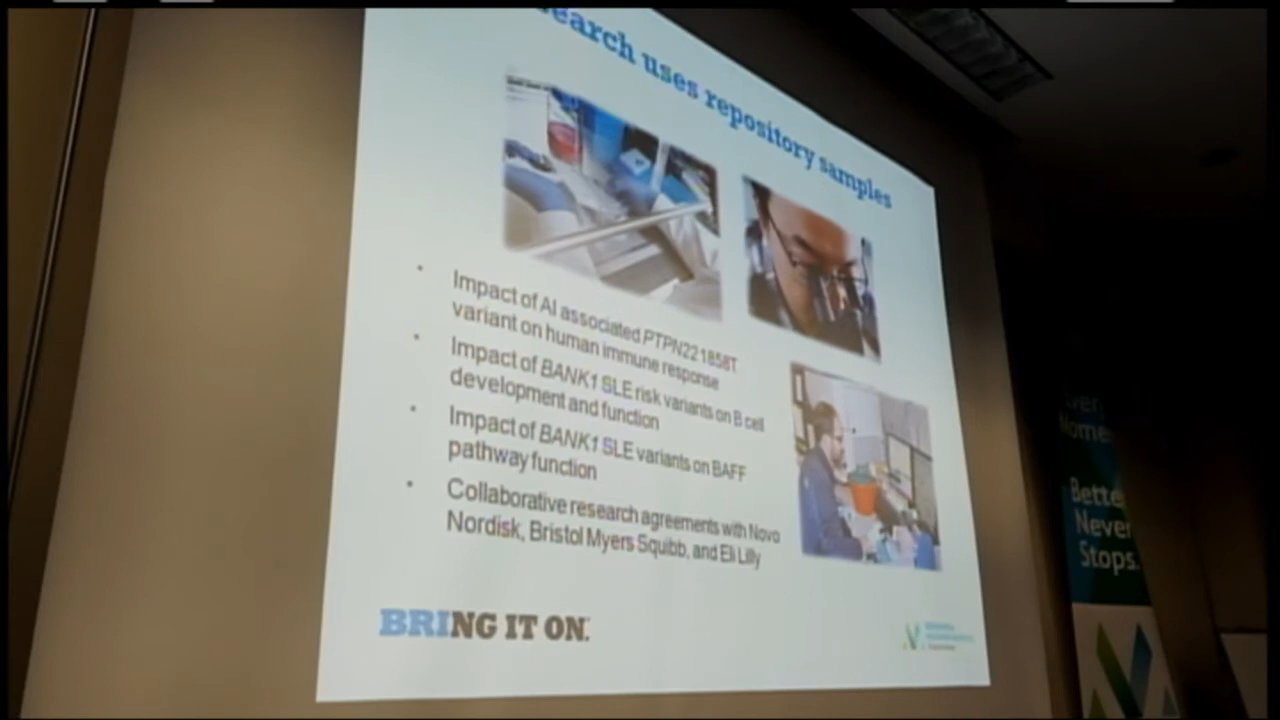 uses repository samples
• Impact of AI associated PTPN22 1858T
variant on human immune response
• Impact of BANK1 SLE risk variants on B cell
development and function
• Impact of BANK1 SLE variants on BAFF
pathway function
• Collaborative research agreements with Novo
Nordisk, Bristol Myers Squibb, and Eli Lilly
BRING IT ON.
Never
Stops.